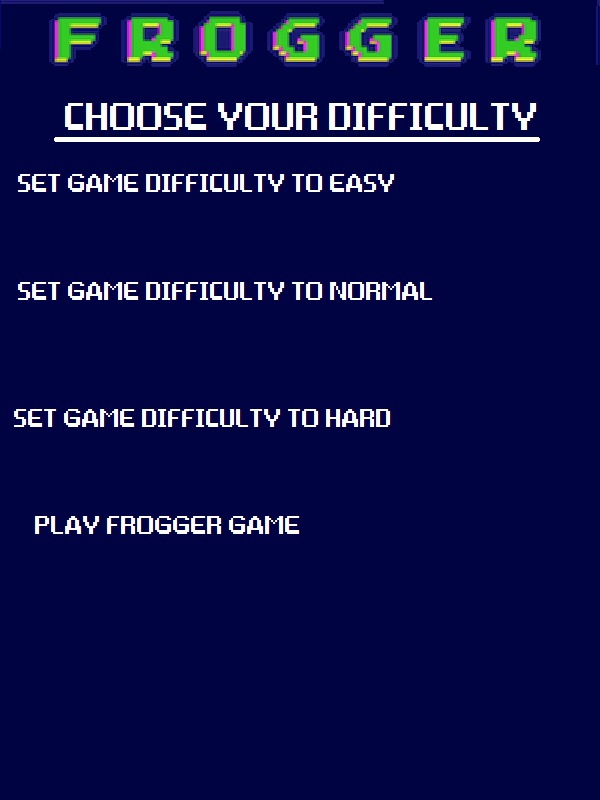 FROGGER
CHOOSE YOUR DIFFICULTY
SET GAME DIFFICULTY TO EASY
SET GAME DIFFICULTY TO NORMAL
SET GAME DIFFICULTY TO HARD
PLAY FROGGER GAME